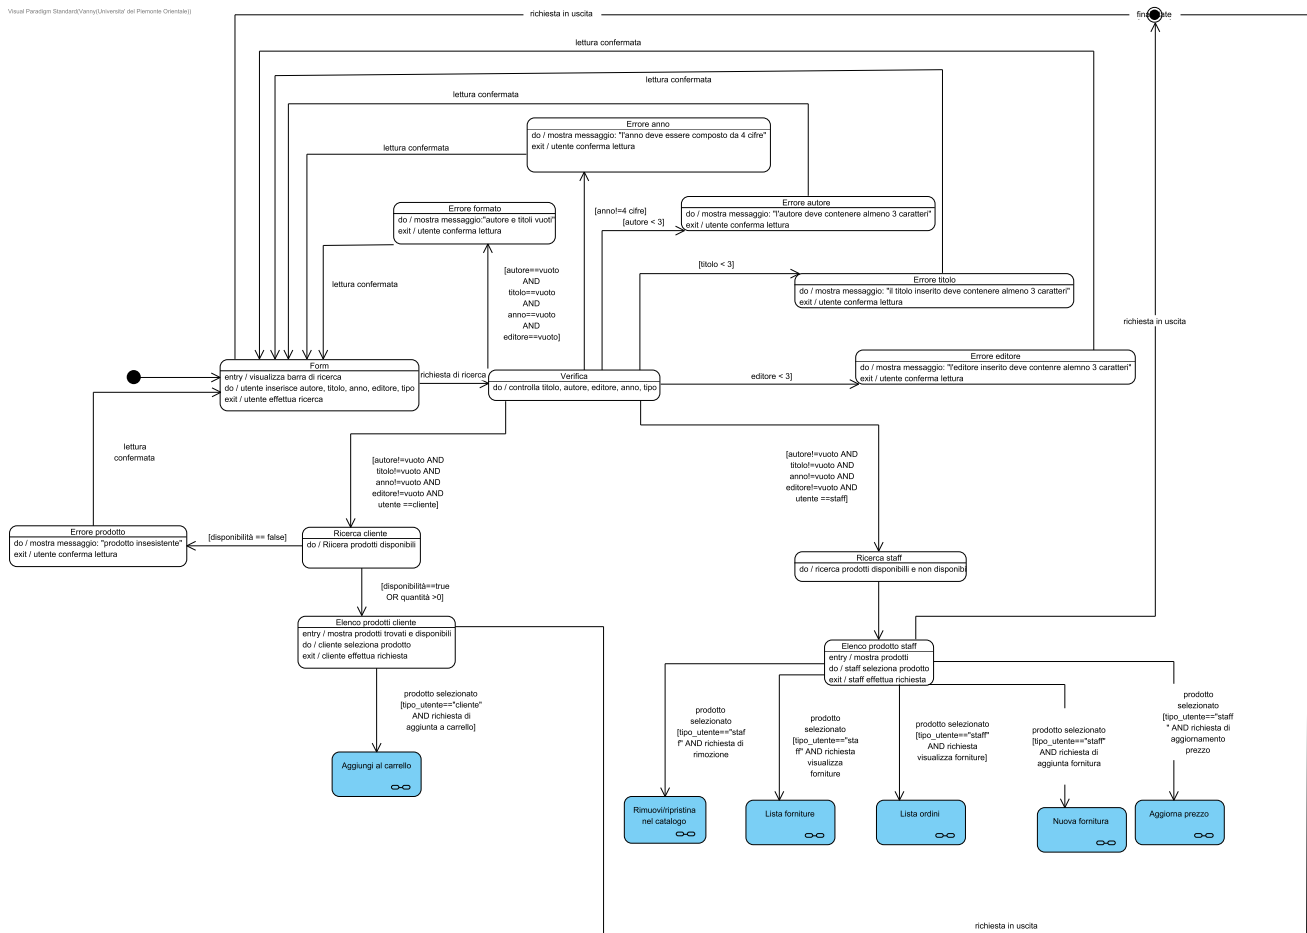 Visual Paradigm Standard(Vanny(Universita' del Piemonte Orientale))
richiesta in uscita
lettura confermata
lettura confermata
lettura confermata
Errore anno
do / mostra messaggio: "l'anno deve essere composto da 4 cifre"
exit / utente conferma lettura
lettura confermata
Errore formato
do / mostra messaggio:"autore e titoli vuoti"
exit / utente conferma lettura
[anno!=4 cifre]
[autore < 3]
Errore autore
do / mostra messaggio: "l'autore deve contenere almeno 3 caratteri"
exit / utente conferma lettura
lettura confermata
[autore==vuoto
AND
titolo==vuoto
AND
anno==vuoto
AND
editore==vuoto]
[titolo < 3]
Errore titolo
do / mostra messaggio: "il titolo inserito deve contenere almeno 3 caratteri"
exit / utente conferma lettura
richiesta in uscita
Form
entry / visualizza barra di ricerca
do / utente inserisce autore, titolo, anno, editore, tipo
exit / utente effettua ricerca
richiesta di ricerca
Verifica
do / controlla titolo, autore, editore, anno, tipo
editore < 3]
Errore editore
do / mostra messaggio: "l'editore inserito deve contenre alemno 3 caratteri"
exit / utente conferma lettura
lettura
confermata
[autore!=vuoto AND
titolo!=vuoto AND
anno!=vuoto AND
editore!=vuoto AND
utente ==cliente]
[autore!=vuoto AND
titolo!=vuoto AND
anno!=vuoto AND
editore!=vuoto AND
utente ==staff]
Errore prodotto
do / mostra messaggio: "prodotto insesistente"
exit / utente conferma lettura
[disponibilità == false]
Ricerca cliente
do / Riicera prodotti disponibili
Ricerca staff
do / ricerca prodotti disponibilli e non disponibi
[disponibilità==true
OR quantità >0]
Elenco prodotti cliente
entry / mostra prodotti trovati e disponibili
do / cliente seleziona prodotto
exit / cliente effettua richiesta
Elenco prodotto staff
entry / mostra prodotti
do / staff seleziona prodotto
exit / staff effettua richiesta
prodotto selezionato
[tipo_utente=="cliente"
AND richiesta di
aggiunta a carrello]
prodotto
selezionato
[tipo_utente=="staf
f" AND richiesta di
rimozione
prodotto
selezionato
[tipo_utente=="sta
ff" AND richiesta
visualizza
forniture
prodotto selezionato
[tipo_utente=="staff"
AND richiesta
visualizza forniture]
prodotto selezionato
[tipo_utente=="staff"
AND richiesta di
aggiunta fornitura
prodotto
selezionato
[tipo_utente=="staff
" AND richiesta di
aggiornamento
prezzo
Aggiungi al carrello
Rimuovi/ripristina
nel catalogo
Lista forniture
Lista ordini
Nuova fornitura
Aggiorna prezzo
richiesta in uscita